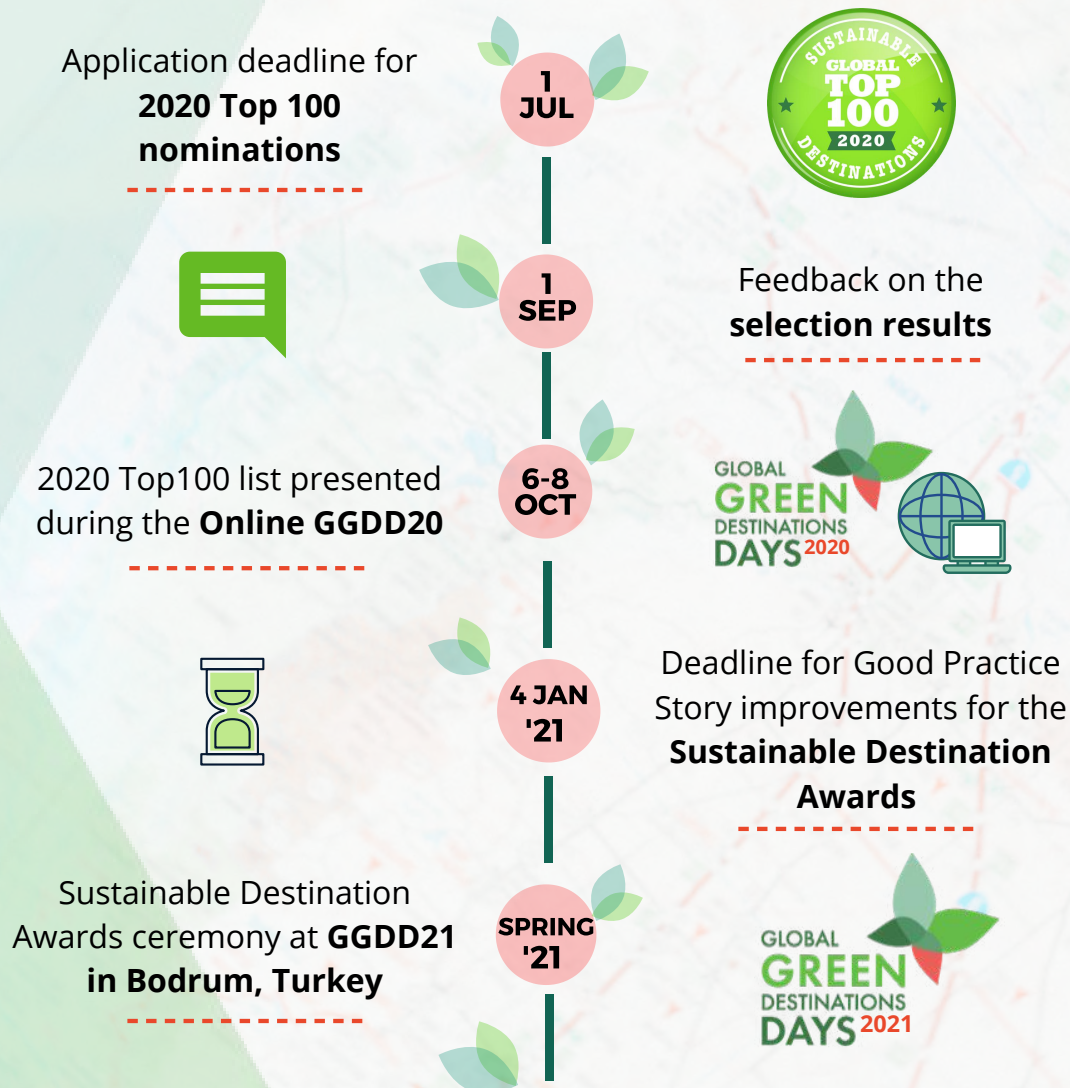 Application deadline for
2020 Top 100
nominations
1
JUL
SUSTAINABLE
GLOBAL
TOP
100
2020
DESTINATIONS
1
SEP
Feedback on the
selection results
2020 Top100 list presented
during the Online GGDD20
6-8
OCT
GLOBAL
GREEN
DESTINATIONS
DAYS 2020
4 JAN
'21
Deadline for Good Practice
Story improvements for the
Sustainable Destination
Awards
Sustainable Destination
Awards ceremony at GGDD21
in Bodrum, Turkey
SPRING
'21
GLOBAL
GREEN
DESTINATIONS
DAYS 2021